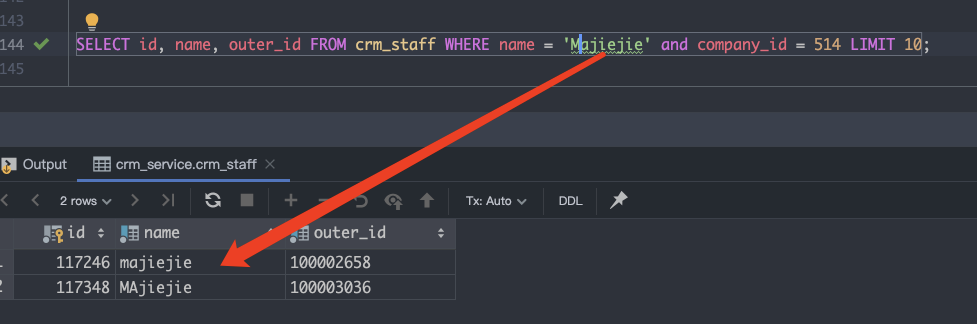 143
144 SELECT id, name, outer_id FROM crm_staff WHERE name = 'Majiejie' and company_id = 514 LIMIT 10;
145
Output crm_service.crm_staff
2 rows Tx: Auto DDL
id name outer_id
1 117246 majiejie 100002658
2 117348 MAjiejie 100003036